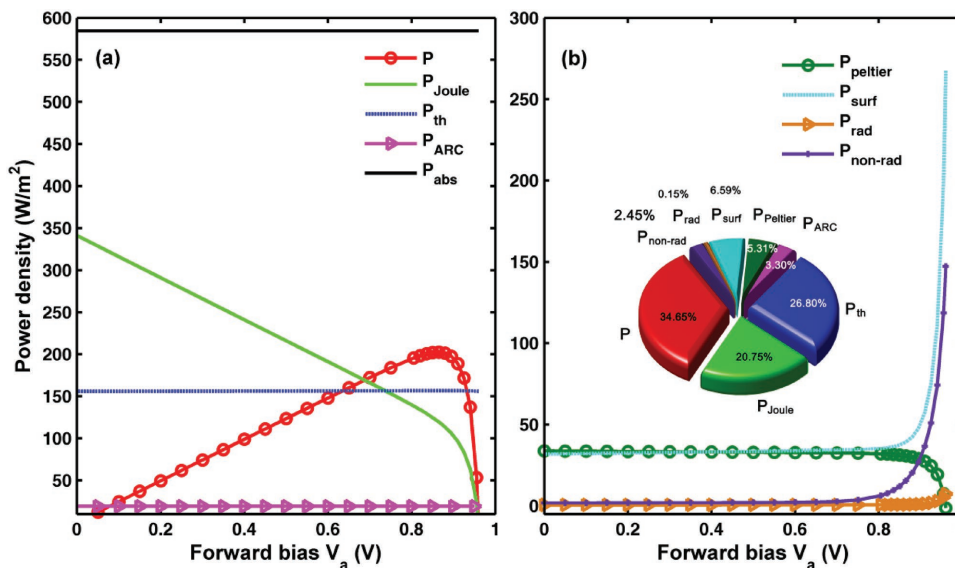 600
550
500
450
400
350
300
250
200
150
100
50
0
0.2
0.4
0.6
0.8
1
Power density (W/m²)
Forward bias Va (V)
(a)
P
PJoule
Pth
PARC
Pabs
300
250
200
150
100
50
0
0
0.2
0.4
0.6
0.8
Forward bias Va (V)
(b)
Ppeltier
Psurf
Prad
Pnon-rad
0.15%
6.59%
2.45%
Prad
Psurf
PPeltier
PARC
Pnon-rad
5.31%
3.30%
26.80%
Pth
34.65%
P
20.75%
PJoule